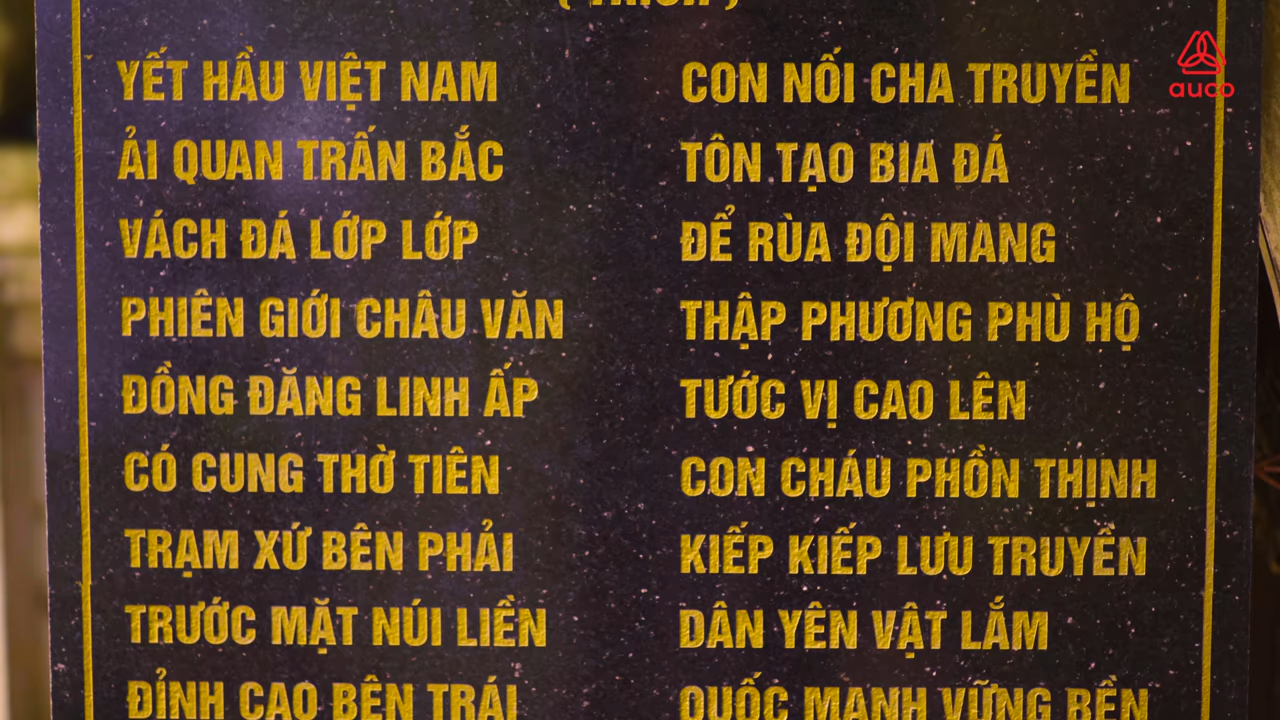 ( TRÍCH )
YẾT HẦU VIỆT NAM
ẢI QUAN TRẤN BẮC
VÁCH ĐÁ LỚP LỚP
PHIÊN GIỚI CHÂU VĂN
ĐỒNG ĐĂNG LINH ẤP
CÓ CUNG THỜ TIÊN
TRẠM XỨ BÊN PHẢI
TRƯỚC MẶT NÚI LIỀN
ĐỈNH CAO BÊN TRÁI
CON NỐI CHA TRUYỀN
TÔN TẠO BIA ĐÁ
ĐỂ RÙA ĐỘI MANG
THẬP PHƯƠNG PHÙ HỘ
TƯỚC VỊ CAO LÊN
CON CHÁU PHỒN THỊNH
KIẾP KIẾP LƯU TRUYỀN
DÂN YÊN VẬT LẮM
QUỐC MẠNH VỮNG BỀN
auco